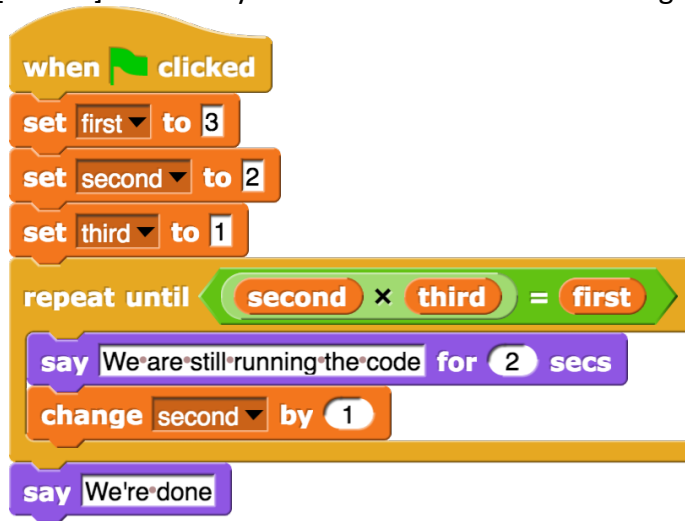 when clicked
set first to 3
set second to 2
set third to 1
repeat until second × third = first
say We are still running the code for 2 secs
change second by 1
say We're done